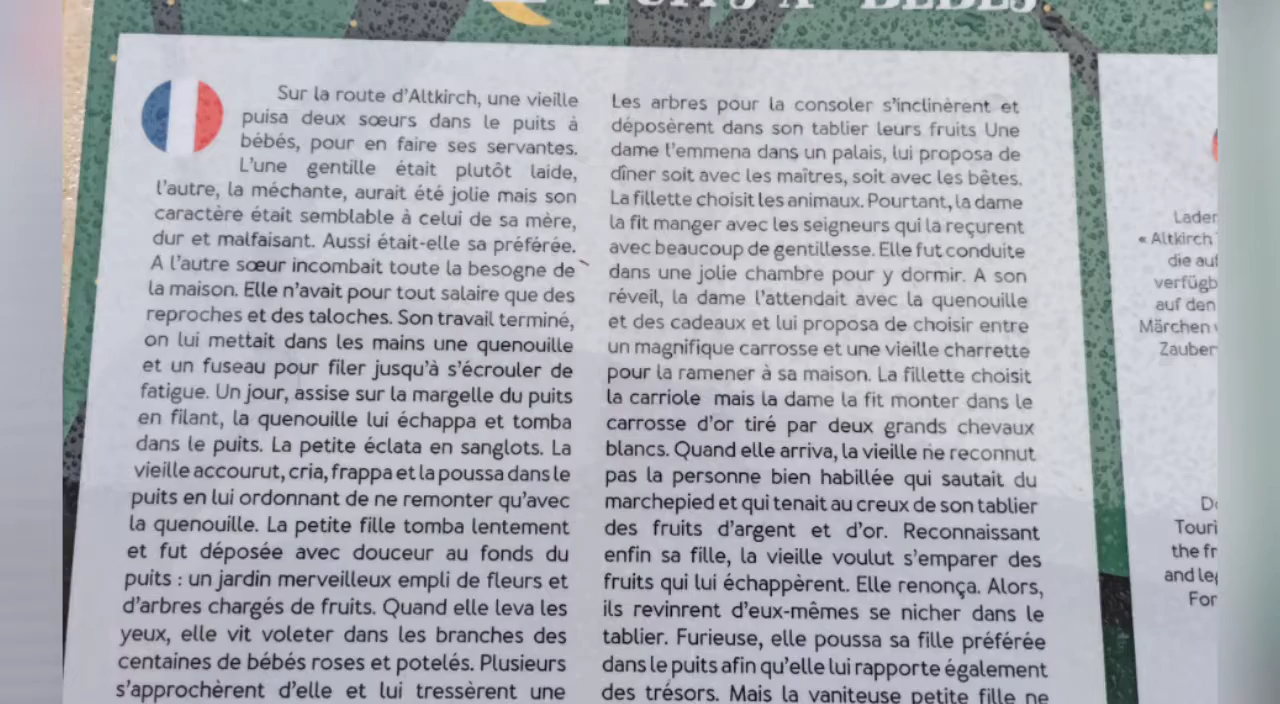 PUITS A BÉBÉS
Sur la route d'Altkirch, une vieille
puisa deux sœurs dans le puits à
bébés, pour en faire ses servantes.
L'une gentille était plutôt laide,
l'autre, la méchante, aurait été jolie mais son
caractère était semblable à celui de sa mère,
dur et malfaisant. Aussi était-elle sa préférée.
A l'autre sœur incombait toute la besogne de
la maison. Elle n'avait pour tout salaire que des
reproches et des taloches. Son travail terminé,
on lui mettait dans les mains une quenouille
et un fuseau pour filer jusqu'à s'écrouler de
fatigue. Un jour, assise sur la margelle du puits
en filant, la quenouille lui échappa et tomba
dans le puits. La petite éclata en sanglots. La
vieille accourut, cria, frappa et la poussa dans le
puits en lui ordonnant de ne remonter qu'avec
la quenouille. La petite fille tomba lentement
et fut déposée avec douceur au fonds du
puits : un jardin merveilleux empli de fleurs et
d'arbres chargés de fruits. Quand elle leva les
yeux, elle vit voleter dans les branches des
centaines de bébés roses et potelés. Plusieurs
s'approchèrent d'elle et lui tressèrent une
Les arbres pour la consoler s'inclinèrent et
déposèrent dans son tablier leurs fruits Une
dame l'emmena dans un palais, lui proposa de
dîner soit avec les maîtres, soit avec les bêtes.
La fillette choisit les animaux. Pourtant, la dame
la fit manger avec les seigneurs qui la reçurent
avec beaucoup de gentillesse. Elle fut conduite
dans une jolie chambre pour y dormir. A son
réveil, la dame l'attendait avec la quenouille
et des cadeaux et lui proposa de choisir entre
un magnifique carrosse et une vieille charrette
pour la ramener à sa maison. La fillette choisit
la carriole mais la dame la fit monter dans le
carrosse d'or tiré par deux grands chevaux
blancs. Quand elle arriva, la vieille ne reconnut
pas la personne bien habillée qui sautait du
marchepied et qui tenait au creux de son tablier
des fruits d'argent et d'or. Reconnaissant
enfin sa fille, la vieille voulut s'emparer des
fruits qui lui échappèrent. Elle renonça. Alors,
ils revinrent d'eux-mêmes se nicher dans le
tablier. Furieuse, elle poussa sa fille préférée
dans le puits afin qu'elle lui rapporte également
des trésors. Mais la vaniteuse petite fille ne
Lader
« Altkirch
die auf
verfügb
auf den
Märchen
Zauber
Touri
the fr
and leg
For